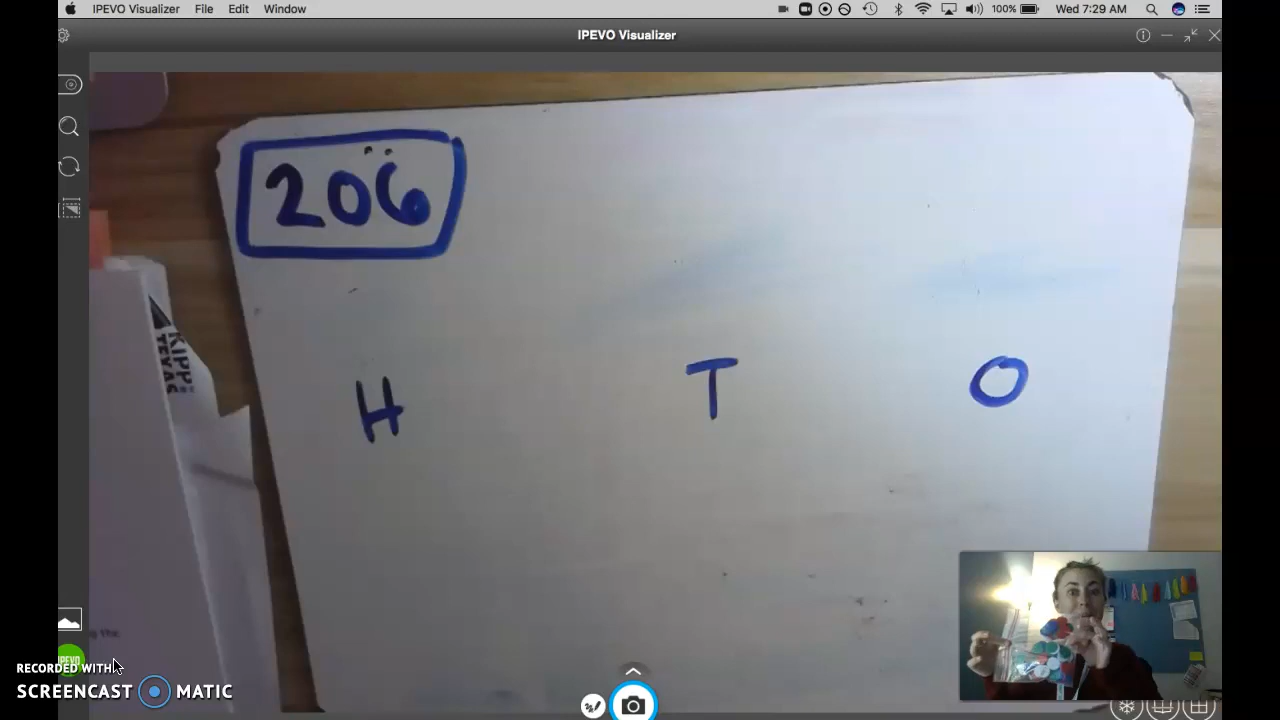 IPEVO Visualizer File Edit Window 100% Wed 7:29 AM
IPEVO Visualizer
206
H T O
KIPP
TEXAS
IPEVO
RECORDED WITH
SCREENCAST MATIC